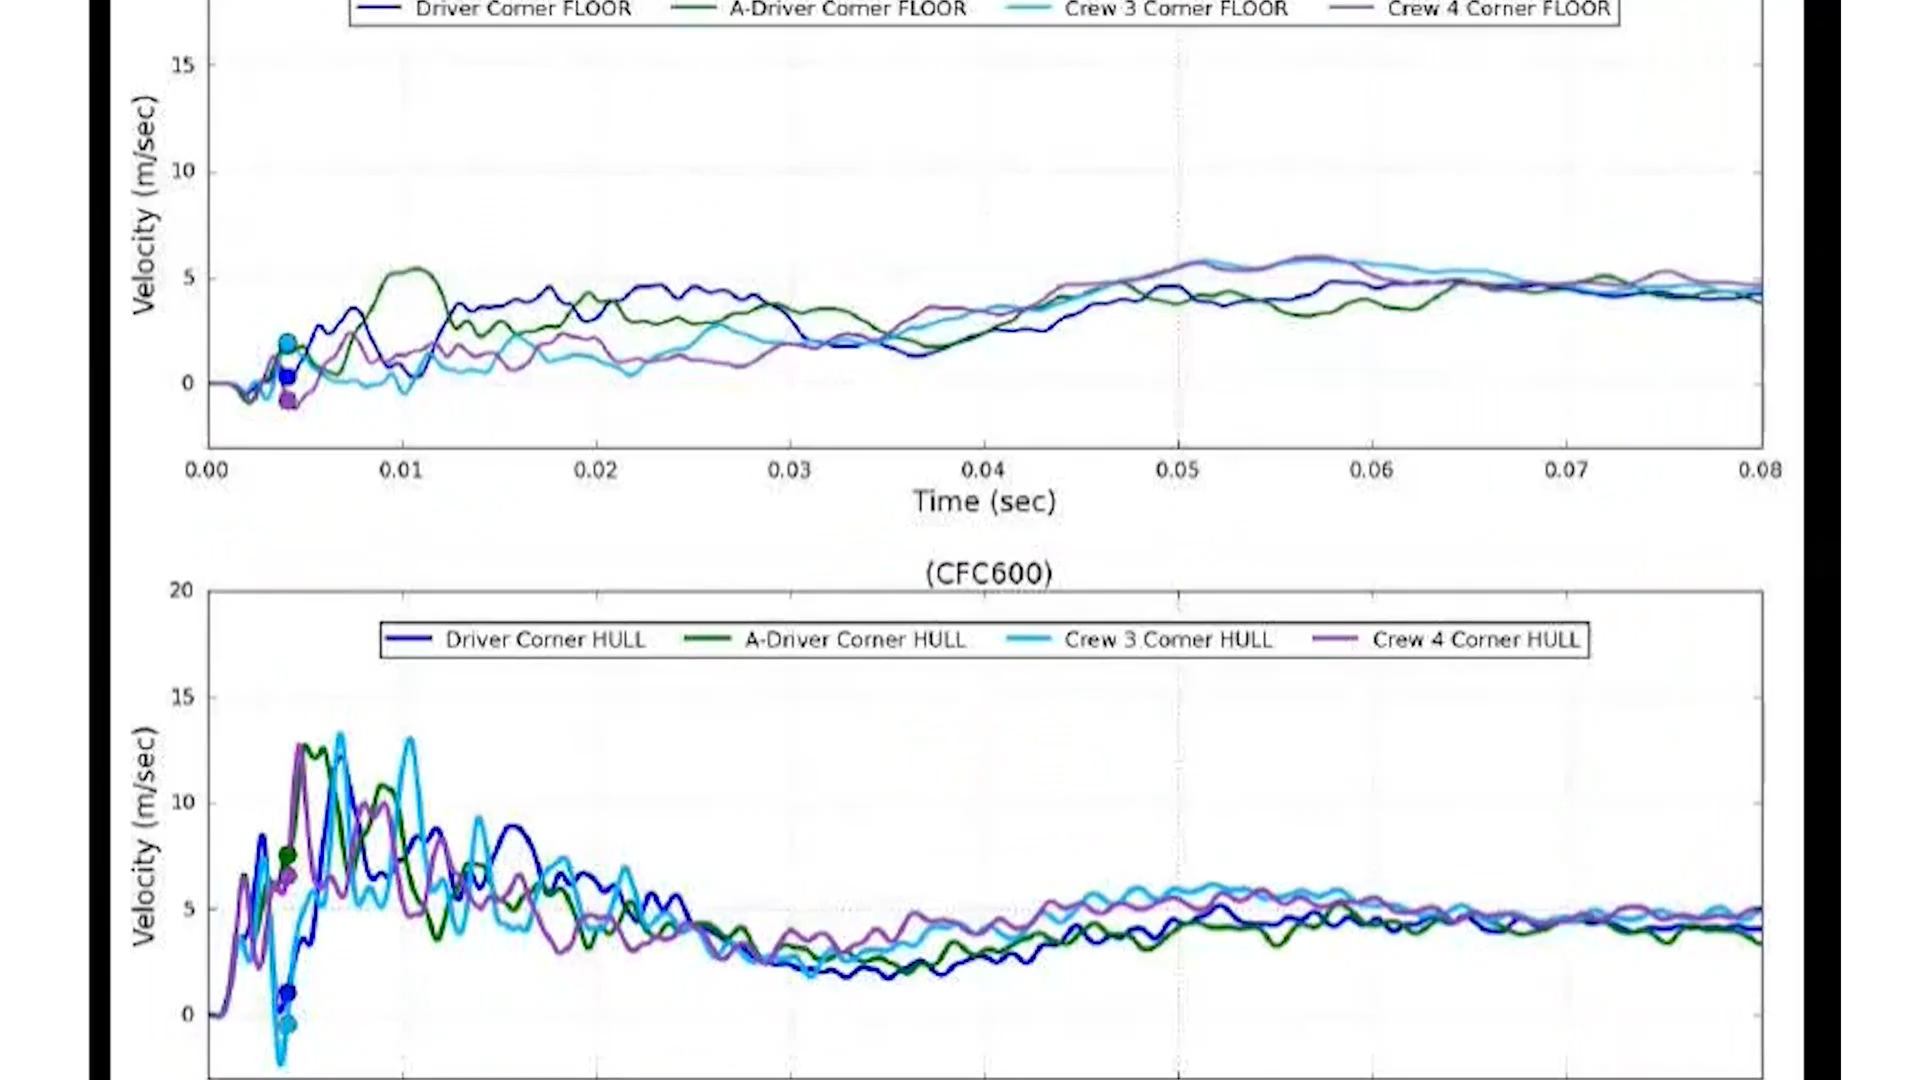 Driver Corner FLOOR A-Driver Corner FLOOR Crew 3 Corner FLOOR Crew 4 Corner FLOOR
15
10
5
0
Velocity (m/sec)
0.00 0.01 0.02 0.03 0.04 0.05 0.06 0.07 0.08
Time (sec)
(CFC600)
20
Driver Corner HULL A-Driver Corner HULL Crew 3 Corner HULL Crew 4 Corner HULL
15
10
5
0
Velocity (m/sec)